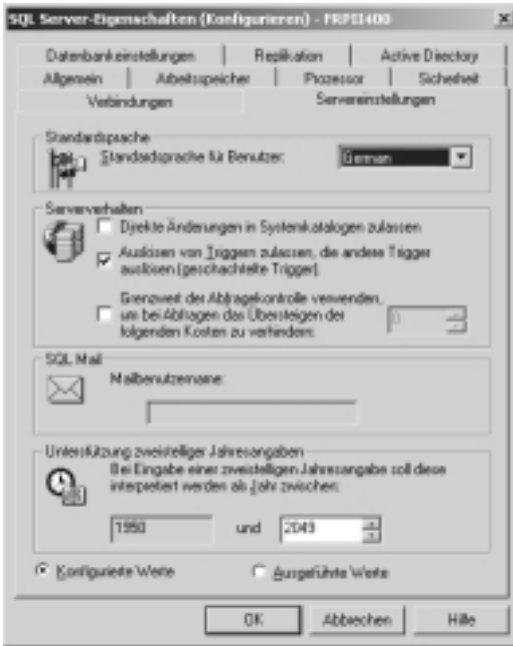 SQL Server-Eigenschaften (Konfigurieren) - FRPII400
Datenbankeinstellungen Replikation Active Directory
Allgemein Arbeitsspeicher Prozessor Sicherheit
Verbindungen Servereinstellungen
Standardsprache
Standardsprache für Benutzer: German
Serververhalten
Direkte Änderungen in Systemkatalogen zulassen
Auslösen von Triggern zulassen, die andere Trigger
auslösen (geschachtelte Trigger).
Grenzwert der Abfragekontrolle verwenden,
um bei Abfragen das Übersteigen der
folgenden Kosten zu verhindern: 0
SQL Mail
Mailbenutzername:
Unterstützung zweistelliger Jahresangaben
Bei Eingabe einer zweistelligen Jahresangabe soll diese
interpretiert werden als Jahr zwischen:
1950 und 2049
Konfigurierte Werte Ausgeführte Werte
OK Abbrechen Hilfe